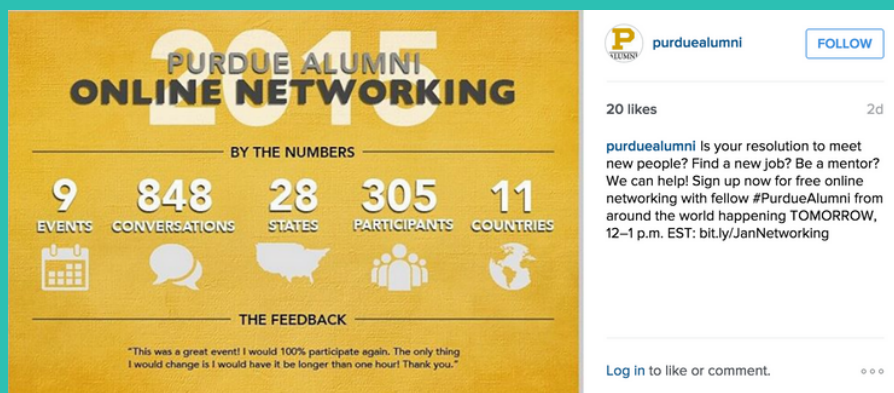 2015
PURDUE ALUMNI
ONLINE NETWORKING
BY THE NUMBERS
9 848 28 305 11
EVENTS CONVERSATIONS STATES PARTICIPANTS COUNTRIES
THE FEEDBACK
“This was a great event! I would 100% participate again. The only thing
I would change is I would have it be longer than one hour! Thank you.”
P
ALUMNI
purduealumni
FOLLOW
20 likes 2d
purduealumni Is your resolution to meet
new people? Find a new job? Be a mentor?
We can help! Sign up now for free online
networking with fellow #PurdueAlumni from
around the world happening TOMORROW,
12–1 p.m. EST: bit.ly/JanNetworking
Log in to like or comment.